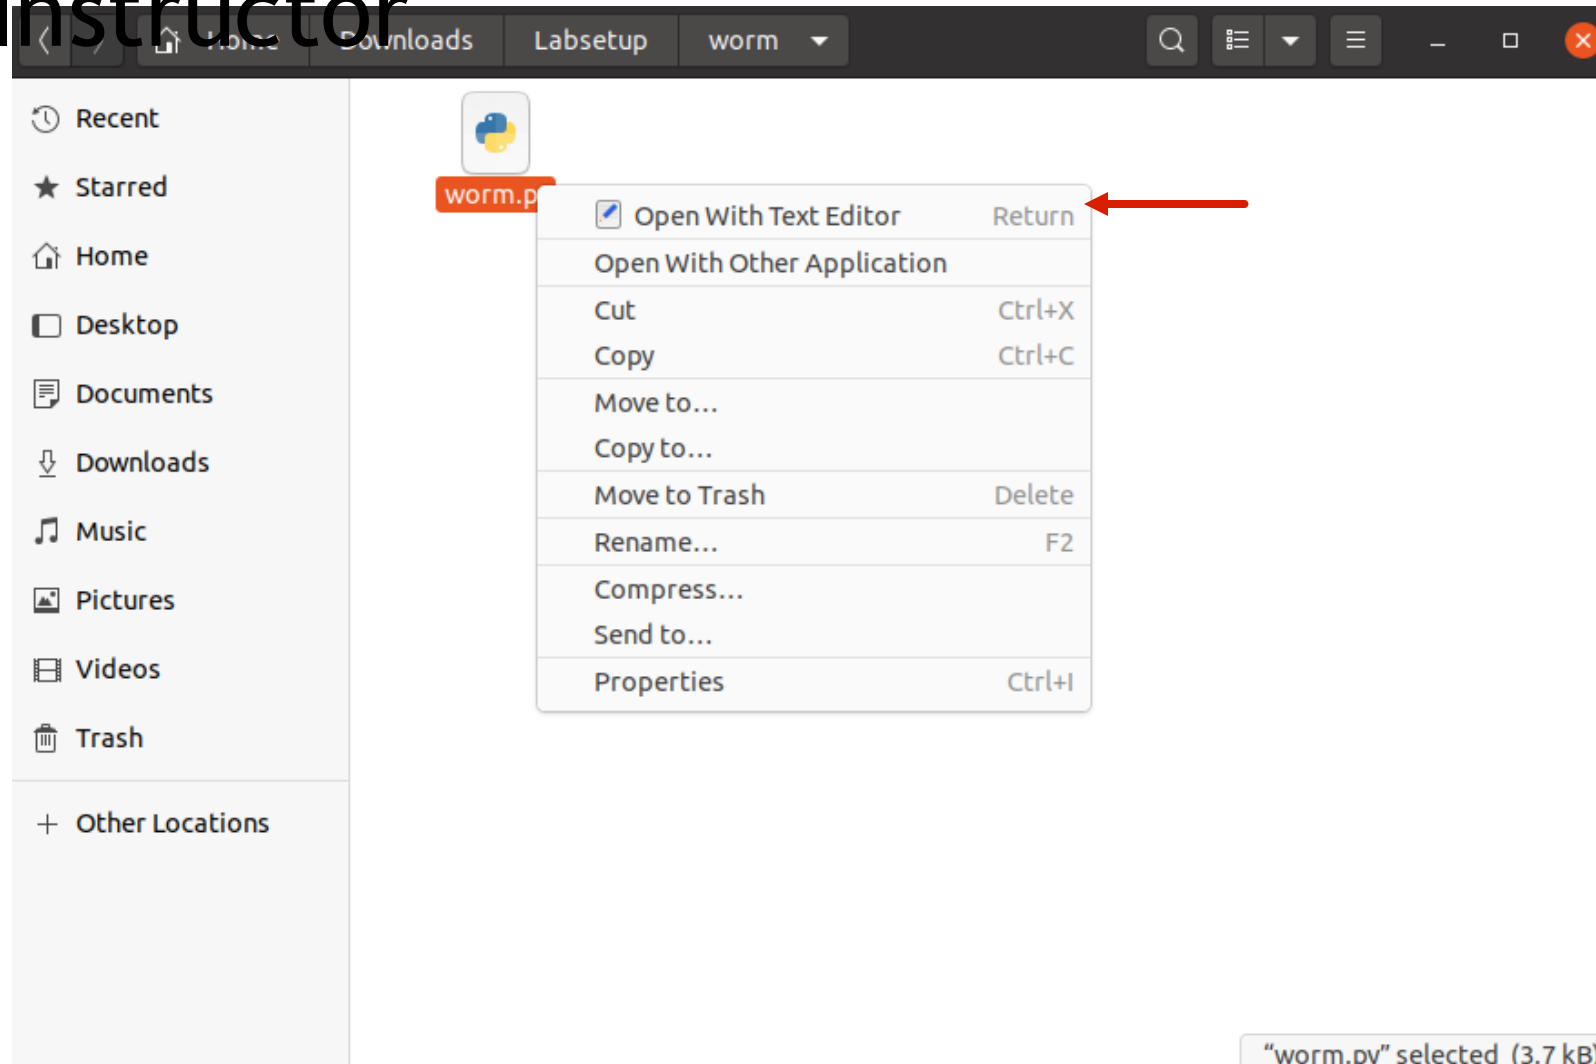 Instructor
Home Downloads Labsetup worm
Recent
Starred
Home
Desktop
Documents
Downloads
Music
Pictures
Videos
Trash
Other Locations
worm.p
Open With Text Editor Return
Open With Other Application
Cut Ctrl+X
Copy Ctrl+C
Move to...
Copy to...
Move to Trash Delete
Rename... F2
Compress...
Send to...
Properties Ctrl+I
“worm.py” selected (3.7 kB)